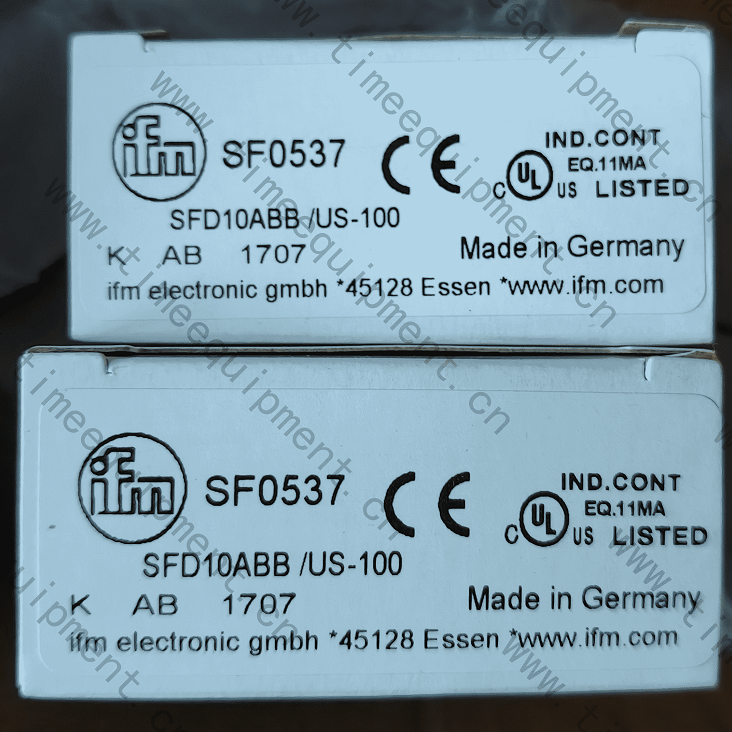 ifm SF0537 CE
IND.CONT
EQ.11MA
C UL US LISTED
SFD10ABB /US-100
K AB 1707 Made in Germany
ifm electronic gmbh *45128 Essen *www.ifm.com
ifm SF0537 CE
IND.CONT
EQ.11MA
C UL US LISTED
SFD10ABB /US-100
K AB 1707 Made in Germany
ifm electronic gmbh *45128 Essen *www.ifm.com
www.timeequipment.cn